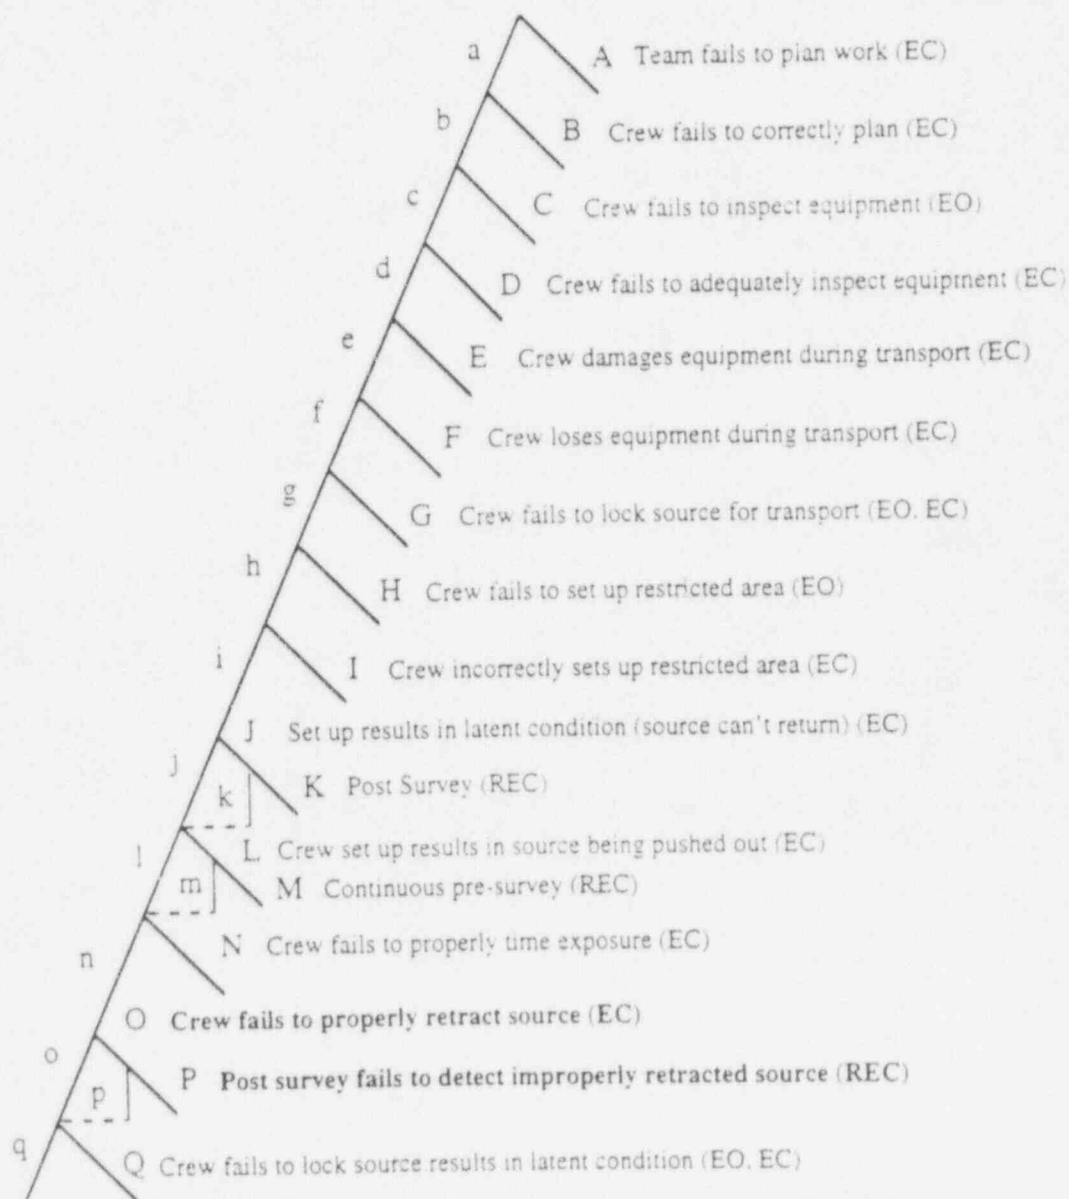 a
A Team fails to plan work (EC)
b
B Crew fails to correctly plan (EC)
c
C Crew fails to inspect equipment (EO)
d
D Crew fails to adequately inspect equipment (EC)
e
E Crew damages equipment during transport (EC)
f
F Crew loses equipment during transport (EC)
g
G Crew fails to lock source for transport (EO, EC)
h
H Crew fails to set up restricted area (EO)
i
I Crew incorrectly sets up restricted area (EC)
J Set up results in latent condition (source can't return) (EC)
j
k
K Post Survey (REC)
l
L Crew set up results in source being pushed out (EC)
m
M Continuous pre-survey (REC)
n
N Crew fails to properly time exposure (EC)
O Crew fails to properly retract source (EC)
o
p
P Post survey fails to detect improperly retracted source (REC)
q
Q Crew fails to lock source results in latent condition (EO, EC)